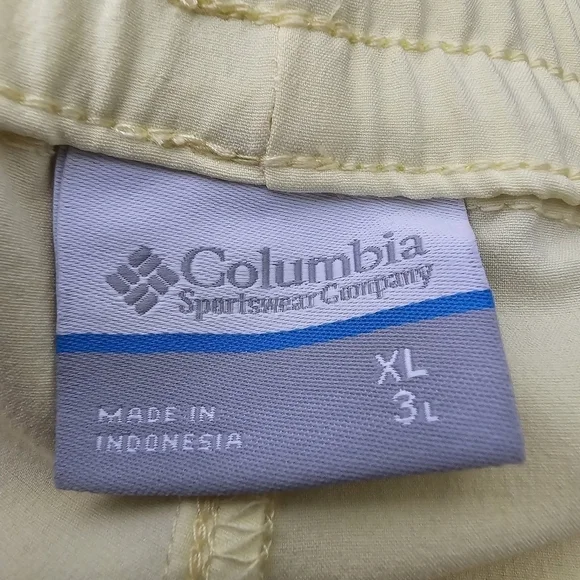 Columbia
Sportswear Company
XL
3L
MADE IN
INDONESIA